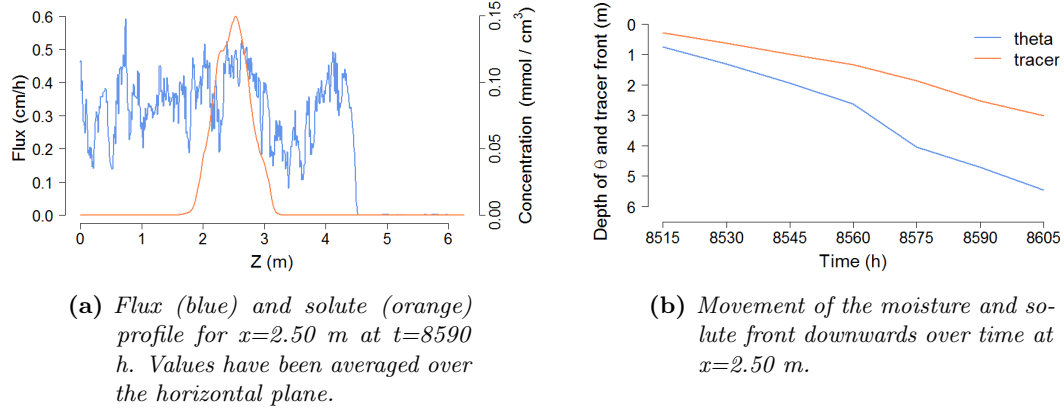 0.6
0.5
0.4
0.3
0.2
0.1
0.0
Flux (cm/h)
0.15
0.10
0.05
0.00
Concentration (mmol / cm³)
0 1 2 3 4 5 6
Z (m)
(a) Flux (blue) and solute (orange)
profile for x=2.50 m at t=8590
h. Values have been averaged over
the horizontal plane.
0
1
2
3
4
5
6
Depth of θ and tracer front (m)
theta
tracer
8515 8530 8545 8560 8575 8590 8605
Time (h)
(b) Movement of the moisture and so-
lute front downwards over time at
x=2.50 m.